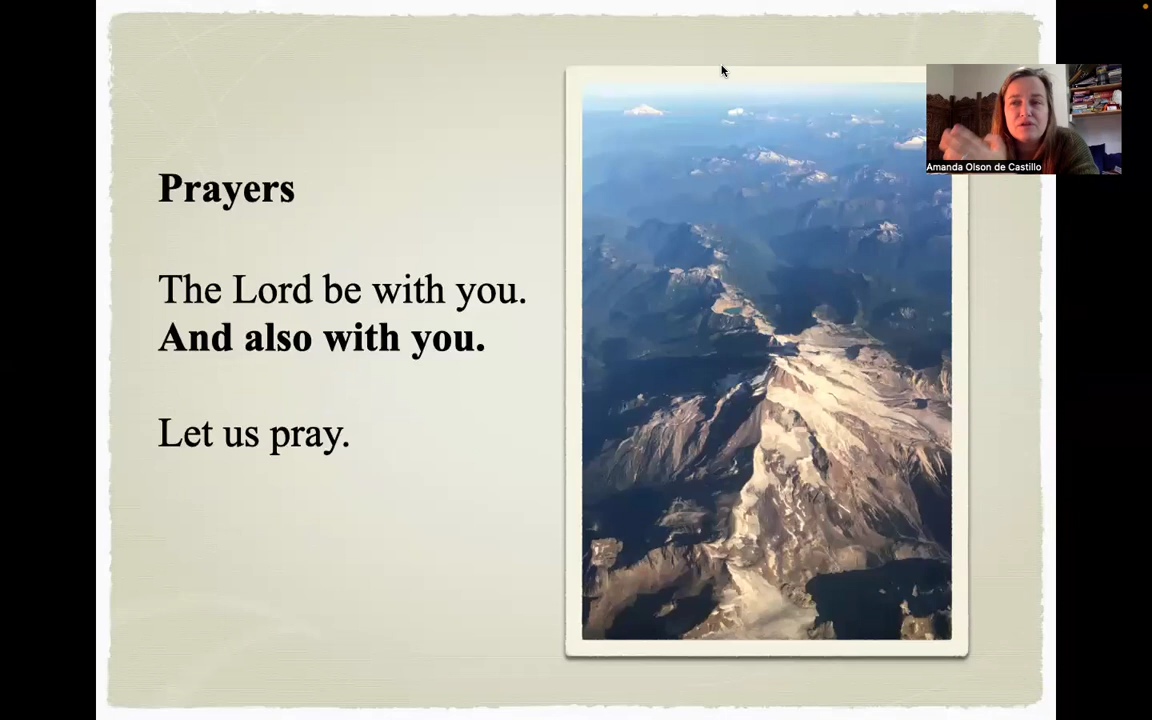 Prayers
The Lord be with you.
And also with you.
Let us pray.
Amanda Olson de Castillo